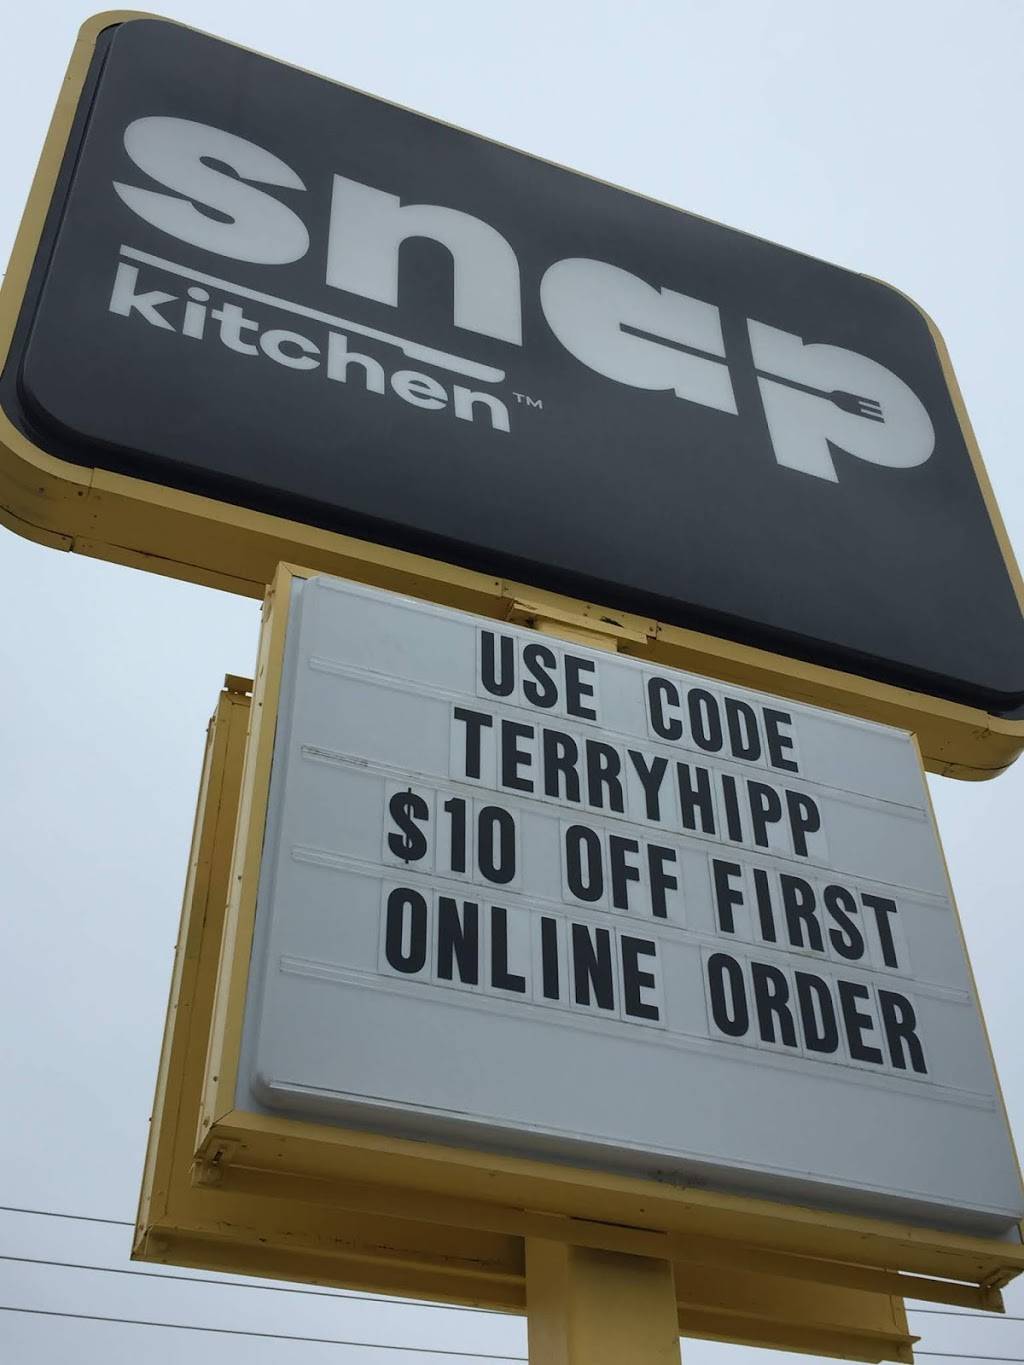 snap
kitchen™
USE CODE
TERRYHIPP
$10 OFF FIRST
ONLINE ORDER